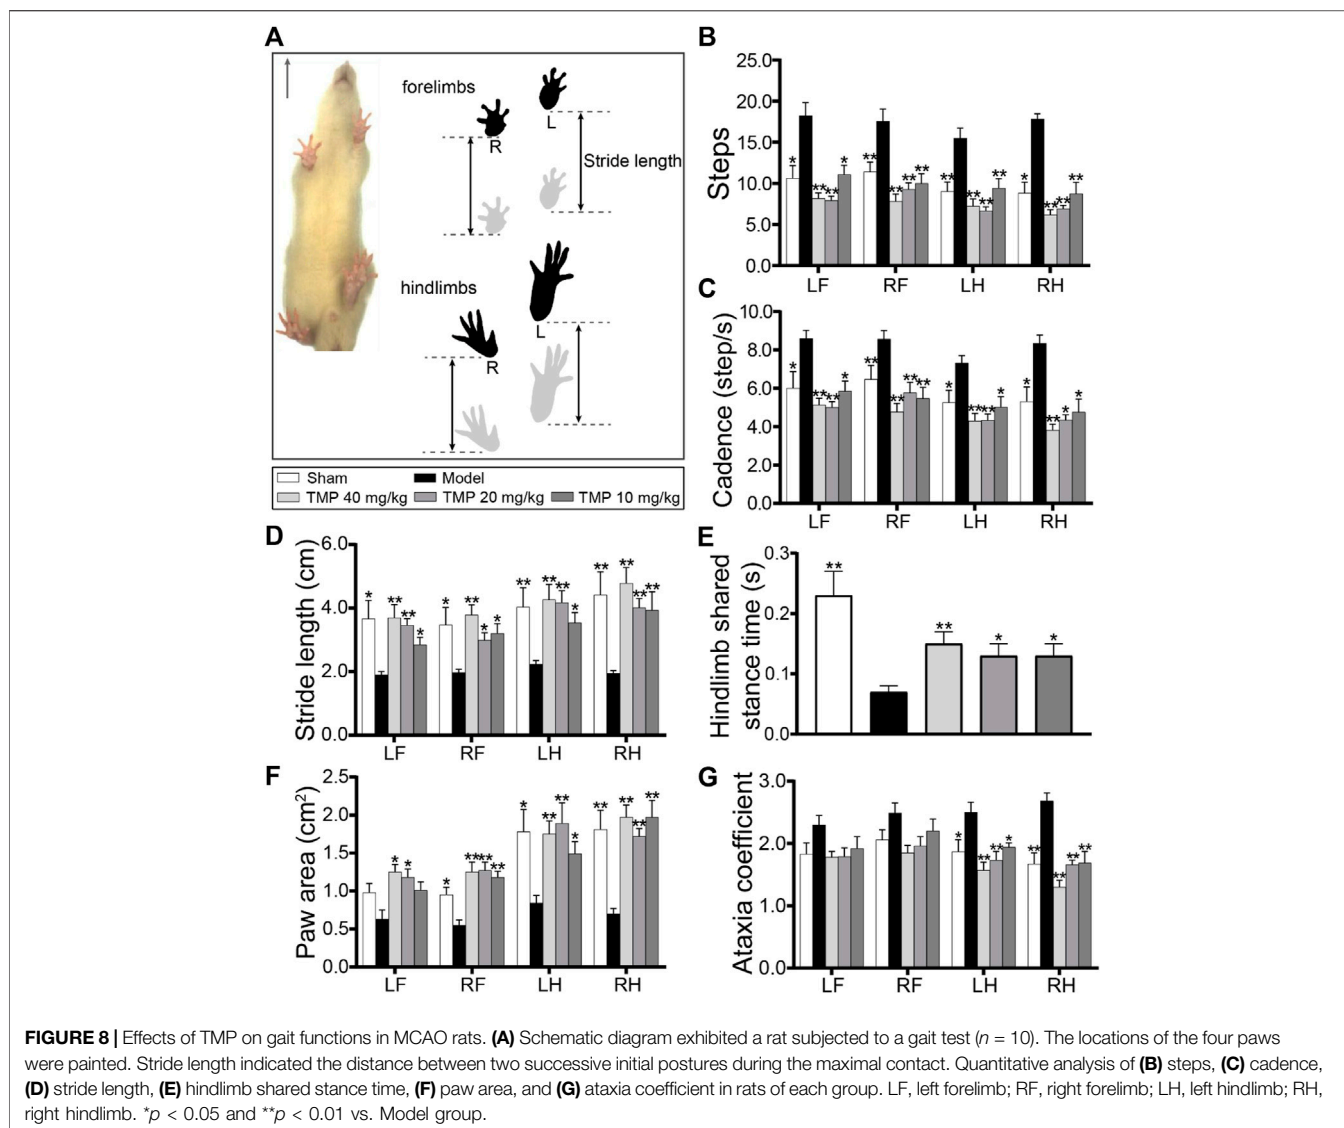 A
forelimbs
L
R
Stride length
hindlimbs
L
R
Sham
Model
TMP 40 mg/kg
TMP 20 mg/kg
TMP 10 mg/kg
B
Steps
25.0
20.0
15.0
10.0
5.0
0.0
* ** ** *
** ** ** **
** ** ** **
* ** ** **
LF RF LH RH
C
Cadence (step/s)
10.0
8.0
6.0
4.0
2.0
0.0
* ** ** *
** ** ** **
* ** ** *
* ** * *
LF RF LH RH
D
Stride length (cm)
6.0
4.0
2.0
0.0
* ** ** *
* ** * *
** ** ** *
** ** ** **
LF RF LH RH
E
Hindlimb shared
stance time (s)
0.3
0.2
0.1
0.0
** ** * *
F
Paw area (cm²)
2.5
2.0
1.5
1.0
0.5
0.0
* *
* ** ** **
* ** ** *
** ** ** **
LF RF LH RH
G
Ataxia coefficient
3.0
2.0
1.0
0.0
* ** ** *
** ** ** **
LF RF LH RH
FIGURE 8 | Effects of TMP on gait functions in MCAO rats. (A) Schematic diagram exhibited a rat subjected to a gait test (n = 10). The locations of the four paws
were painted. Stride length indicated the distance between two successive initial postures during the maximal contact. Quantitative analysis of (B) steps, (C) cadence,
(D) stride length, (E) hindlimb shared stance time, (F) paw area, and (G) ataxia coefficient in rats of each group. LF, left forelimb; RF, right forelimb; LH, left hindlimb; RH,
right hindlimb. *p < 0.05 and **p < 0.01 vs. Model group.